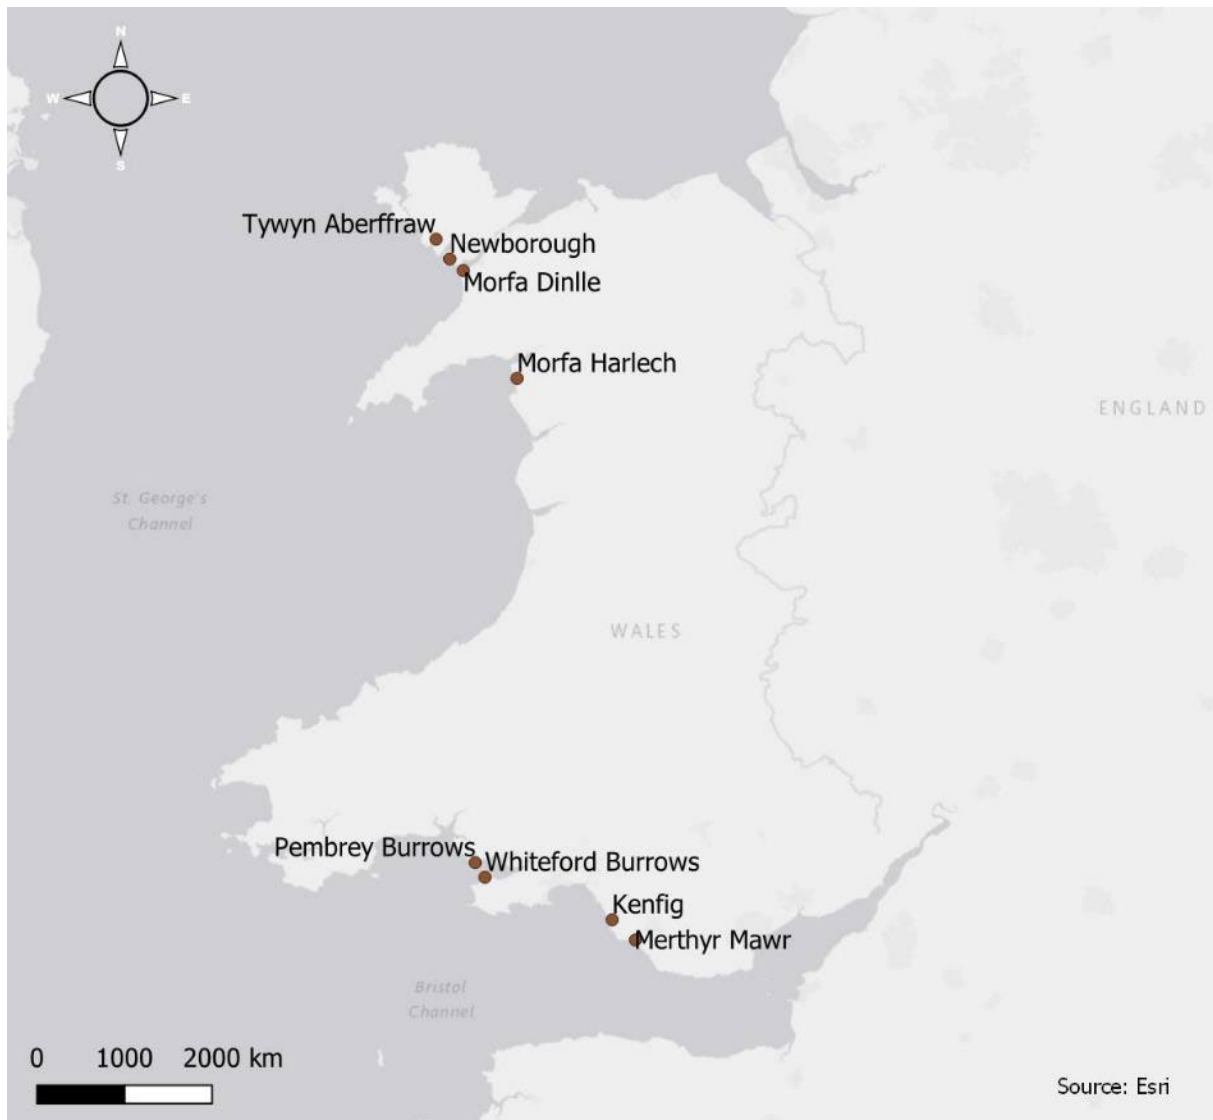 N
W E
S
Tywyn Aberffraw
Newborough
Morfa Dinlle
Morfa Harlech
ENGLAND
St. George's
Channel
WALES
Pembrey Burrows
Whiteford Burrows
Kenfig
Merthyr Mawr
Bristol
Channel
0 1000 2000 km
Source: Esri